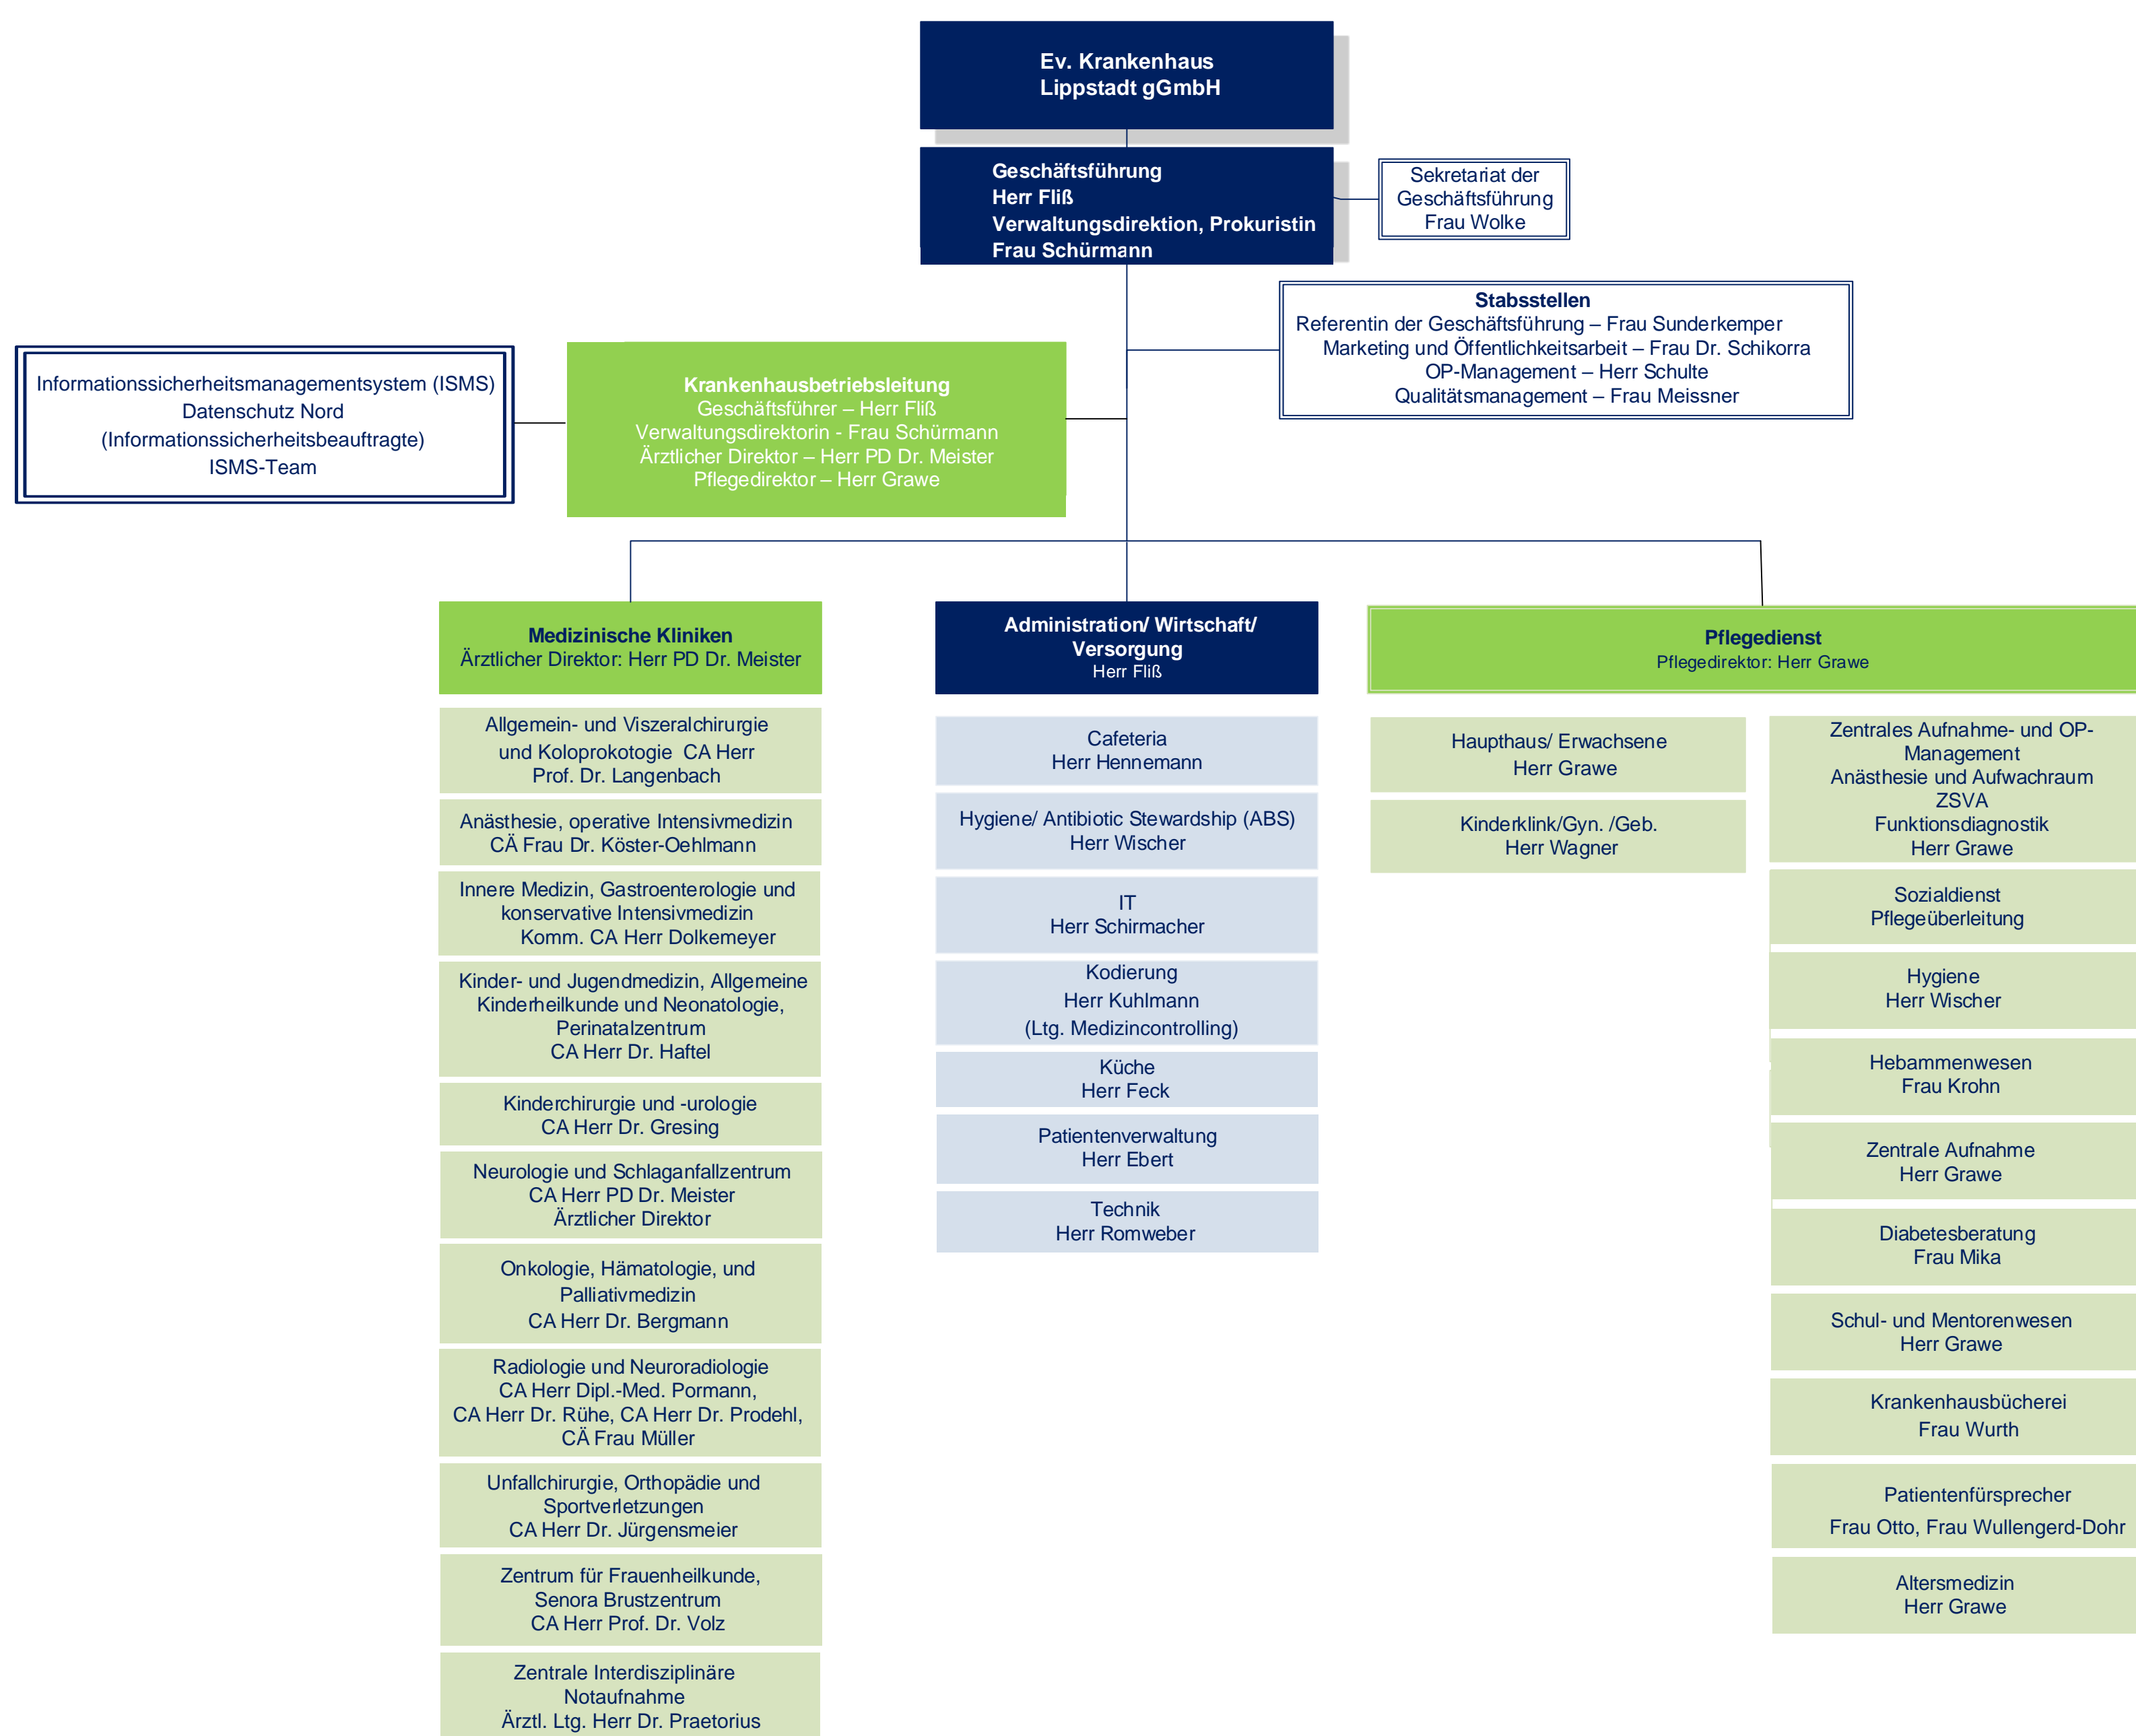 Ev. Krankenhaus
Lippstadt gGmbH
Geschäftsführung
Herr Fliß
Verwaltungsdirektion, Prokuristin
Frau Schürmann
Sekretariat der
Geschäftsführung
Frau Wolke
Stabsstellen
Referentin der Geschäftsführung – Frau Sunderkemper
Marketing und Öffentlichkeitsarbeit – Frau Dr. Schikorra
OP-Management – Herr Schulte
Qualitätsmanagement – Frau Meissner
Informationssicherheitsmanagementsystem (ISMS)
Datenschutz Nord
(Informationssicherheitsbeauftragte)
ISMS-Team
Krankenhausbetriebsleitung
Geschäftsführer – Herr Fliß
Verwaltungsdirektorin - Frau Schürmann
Ärztlicher Direktor – Herr PD Dr. Meister
Pflegedirektor – Herr Grawe
Medizinische Kliniken
Ärztlicher Direktor: Herr PD Dr. Meister
Allgemein- und Viszeralchirurgie
und Koloprokotogie CA Herr
Prof. Dr. Langenbach
Anästhesie, operative Intensivmedizin
CÄ Frau Dr. Köster-Oehlmann
Innere Medizin, Gastroenterologie und
konservative Intensivmedizin
Komm. CA Herr Dolkemeyer
Kinder- und Jugendmedizin, Allgemeine
Kinderheilkunde und Neonatologie,
Perinatalzentrum
CA Herr Dr. Haftel
Kinderchirurgie und -urologie
CA Herr Dr. Gresing
Neurologie und Schlaganfallzentrum
CA Herr PD Dr. Meister
Ärztlicher Direktor
Onkologie, Hämatologie, und
Palliativmedizin
CA Herr Dr. Bergmann
Radiologie und Neuroradiologie
CA Herr Dipl.-Med. Pormann,
CA Herr Dr. Rühe, CA Herr Dr. Prodehl,
CÄ Frau Müller
Unfallchirurgie, Orthopädie und
Sportverletzungen
CA Herr Dr. Jürgensmeier
Zentrum für Frauenheilkunde,
Senora Brustzentrum
CA Herr Prof. Dr. Volz
Zentrale Interdisziplinäre
Notaufnahme
Ärztl. Ltg. Herr Dr. Praetorius
Administration/ Wirtschaft/
Versorgung
Herr Fliß
Cafeteria
Herr Hennemann
Hygiene/ Antibiotic Stewardship (ABS)
Herr Wischer
IT
Herr Schirmacher
Kodierung
Herr Kuhlmann
(Ltg. Medizincontrolling)
Küche
Herr Feck
Patientenverwaltung
Herr Ebert
Technik
Herr Romweber
Pflegedienst
Pflegedirektor: Herr Grawe
Haupthaus/ Erwachsene
Herr Grawe
Kinderklink/Gyn. /Geb.
Herr Wagner
Zentrales Aufnahme- und OP-
Management
Anästhesie und Aufwachraum
ZSVA
Funktionsdiagnostik
Herr Grawe
Sozialdienst
Pflegeüberleitung
Hygiene
Herr Wischer
Hebammenwesen
Frau Krohn
Zentrale Aufnahme
Herr Grawe
Diabetesberatung
Frau Mika
Schul- und Mentorenwesen
Herr Grawe
Krankenhausbücherei
Frau Wurth
Patientenfürsprecher
Frau Otto, Frau Wullengerd-Dohr
Altersmedizin
Herr Grawe